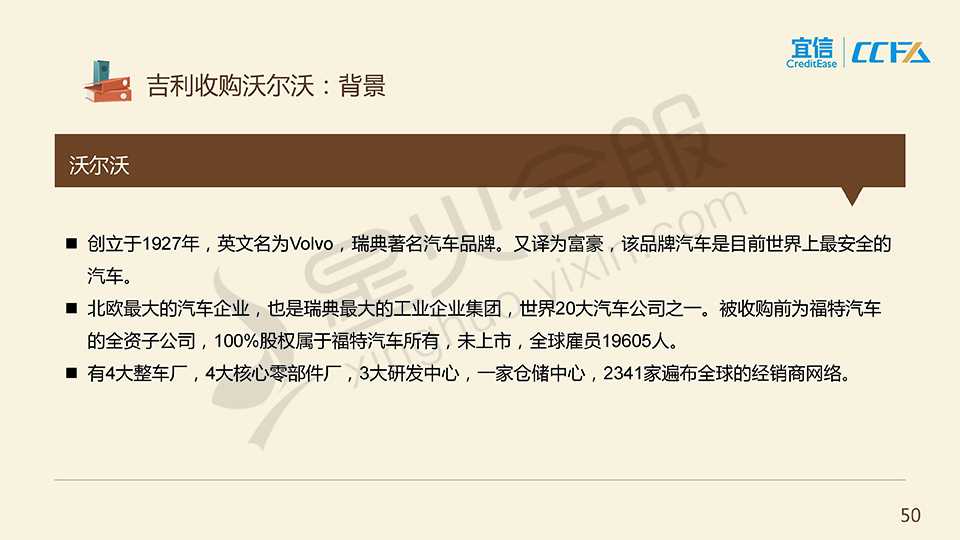 宜信
CreditEase
CCFA
吉利收购沃尔沃：背景
沃尔沃
■ 创立于1927年，英文名为Volvo，瑞典著名汽车品牌。又译为富豪，该品牌汽车是目前世界上最安全的
汽车。
■ 北欧最大的汽车企业，也是瑞典最大的工业企业集团，世界20大汽车公司之一。被收购前为福特汽车
的全资子公司，100%股权属于福特汽车所有，未上市，全球雇员19605人。
■ 有4大整车厂，4大核心零部件厂，3大研发中心，一家仓储中心，2341家遍布全球的经销商网络。
星火金服
xinghuo.yixin.com
50